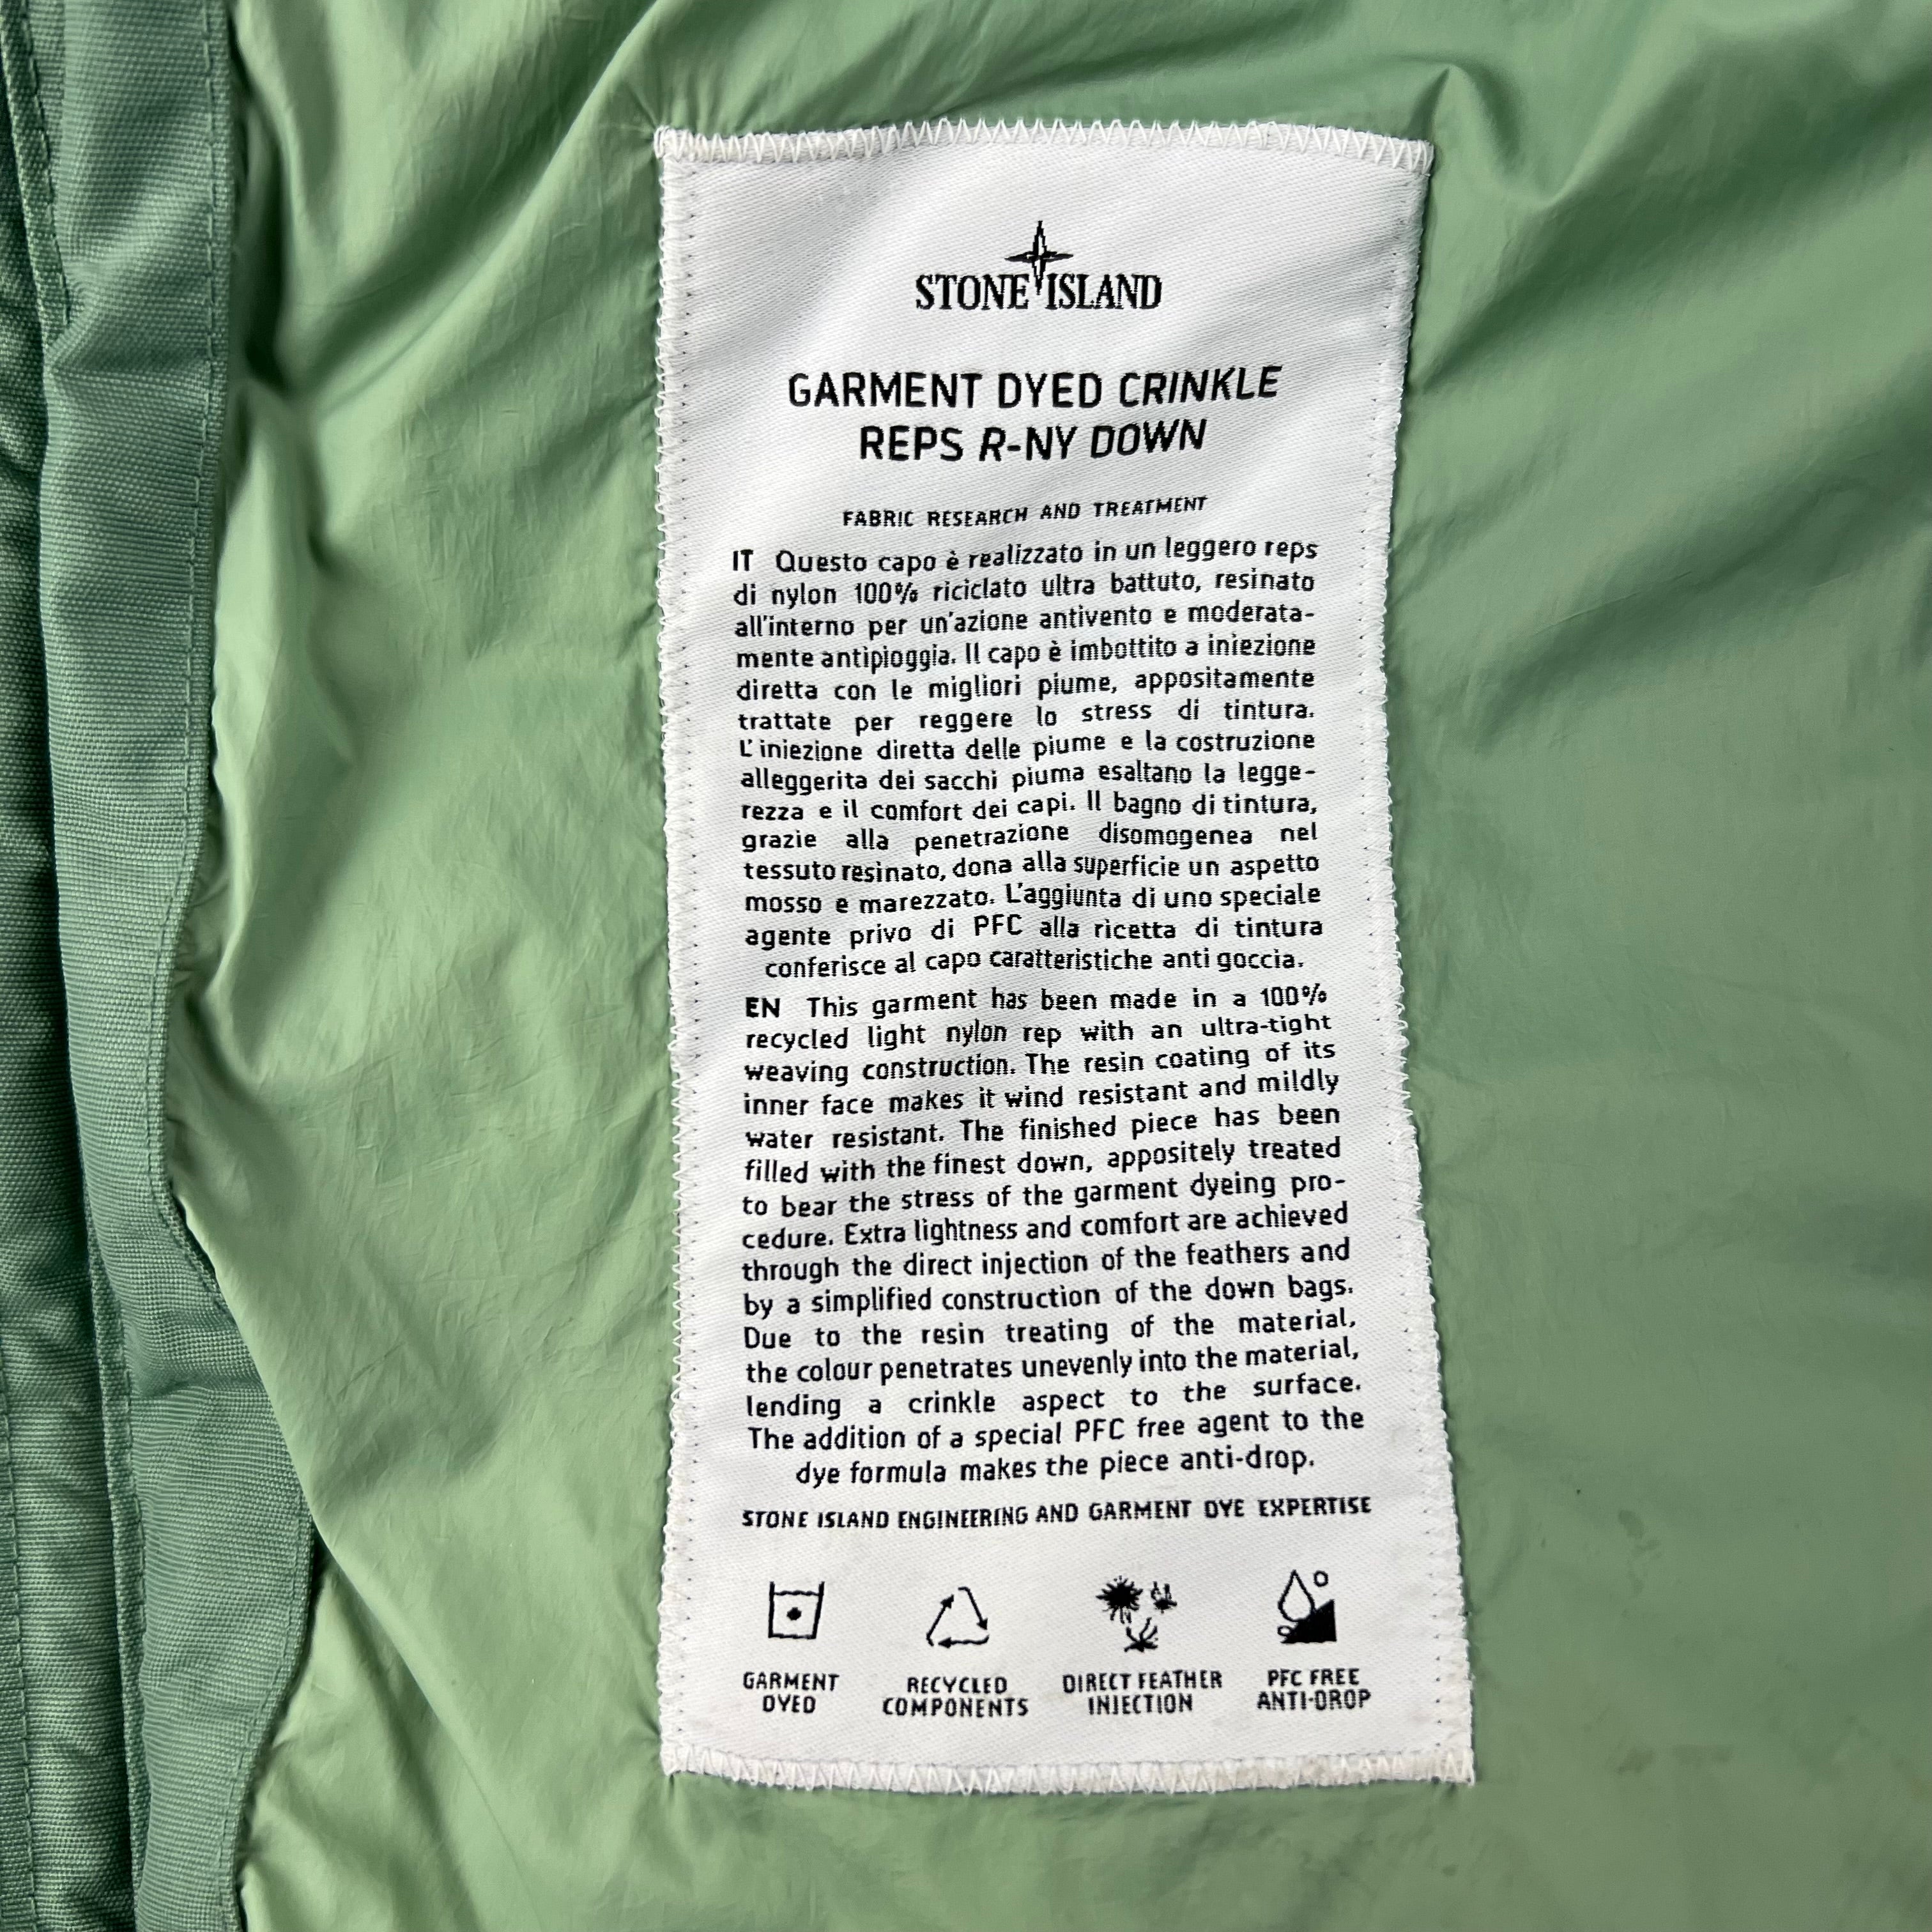 STONE ISLAND
GARMENT DYED CRINKLE
REPS R-NY DOWN
FABRIC RESEARCH AND TREATMENT
IT Questo capo è realizzato in un leggero reps
di nylon 100% riciclato ultra battuto, resinato
all'interno per un'azione antivento e moderata-
mente antipioggia. Il capo è imbottito a iniezione
diretta con le migliori piume, appositamente
trattate per reggere lo stress di tintura.
L'iniezione diretta delle piume e la costruzione
alleggerita dei sacchi piuma esaltano la legge-
rezza e il comfort dei capi. Il bagno di tintura,
grazie alla penetrazione disomogenea nel
tessuto resinato, dona alla superficie un aspetto
mosso e marezzato. L'aggiunta di uno speciale
agente privo di PFC alla ricetta di tintura
conferisce al capo caratteristiche anti goccia.
EN This garment has been made in a 100%
recycled light nylon rep with an ultra-tight
weaving construction. The resin coating of its
inner face makes it wind resistant and mildly
water resistant. The finished piece has been
filled with the finest down, appositely treated
to bear the stress of the garment dyeing pro-
cedure. Extra lightness and comfort are achieved
through the direct injection of the feathers and
by a simplified construction of the down bags.
Due to the resin treating of the material,
the colour penetrates unevenly into the material,
lending a crinkle aspect to the surface.
The addition of a special PFC free agent to the
dye formula makes the piece anti-drop.
STONE ISLAND ENGINEERING AND GARMENT DYE EXPERTISE
GARMENT
DYED
RECYCLED
COMPONENTS
DIRECT FEATHER
INJECTION
PFC FREE
ANTI-DROP